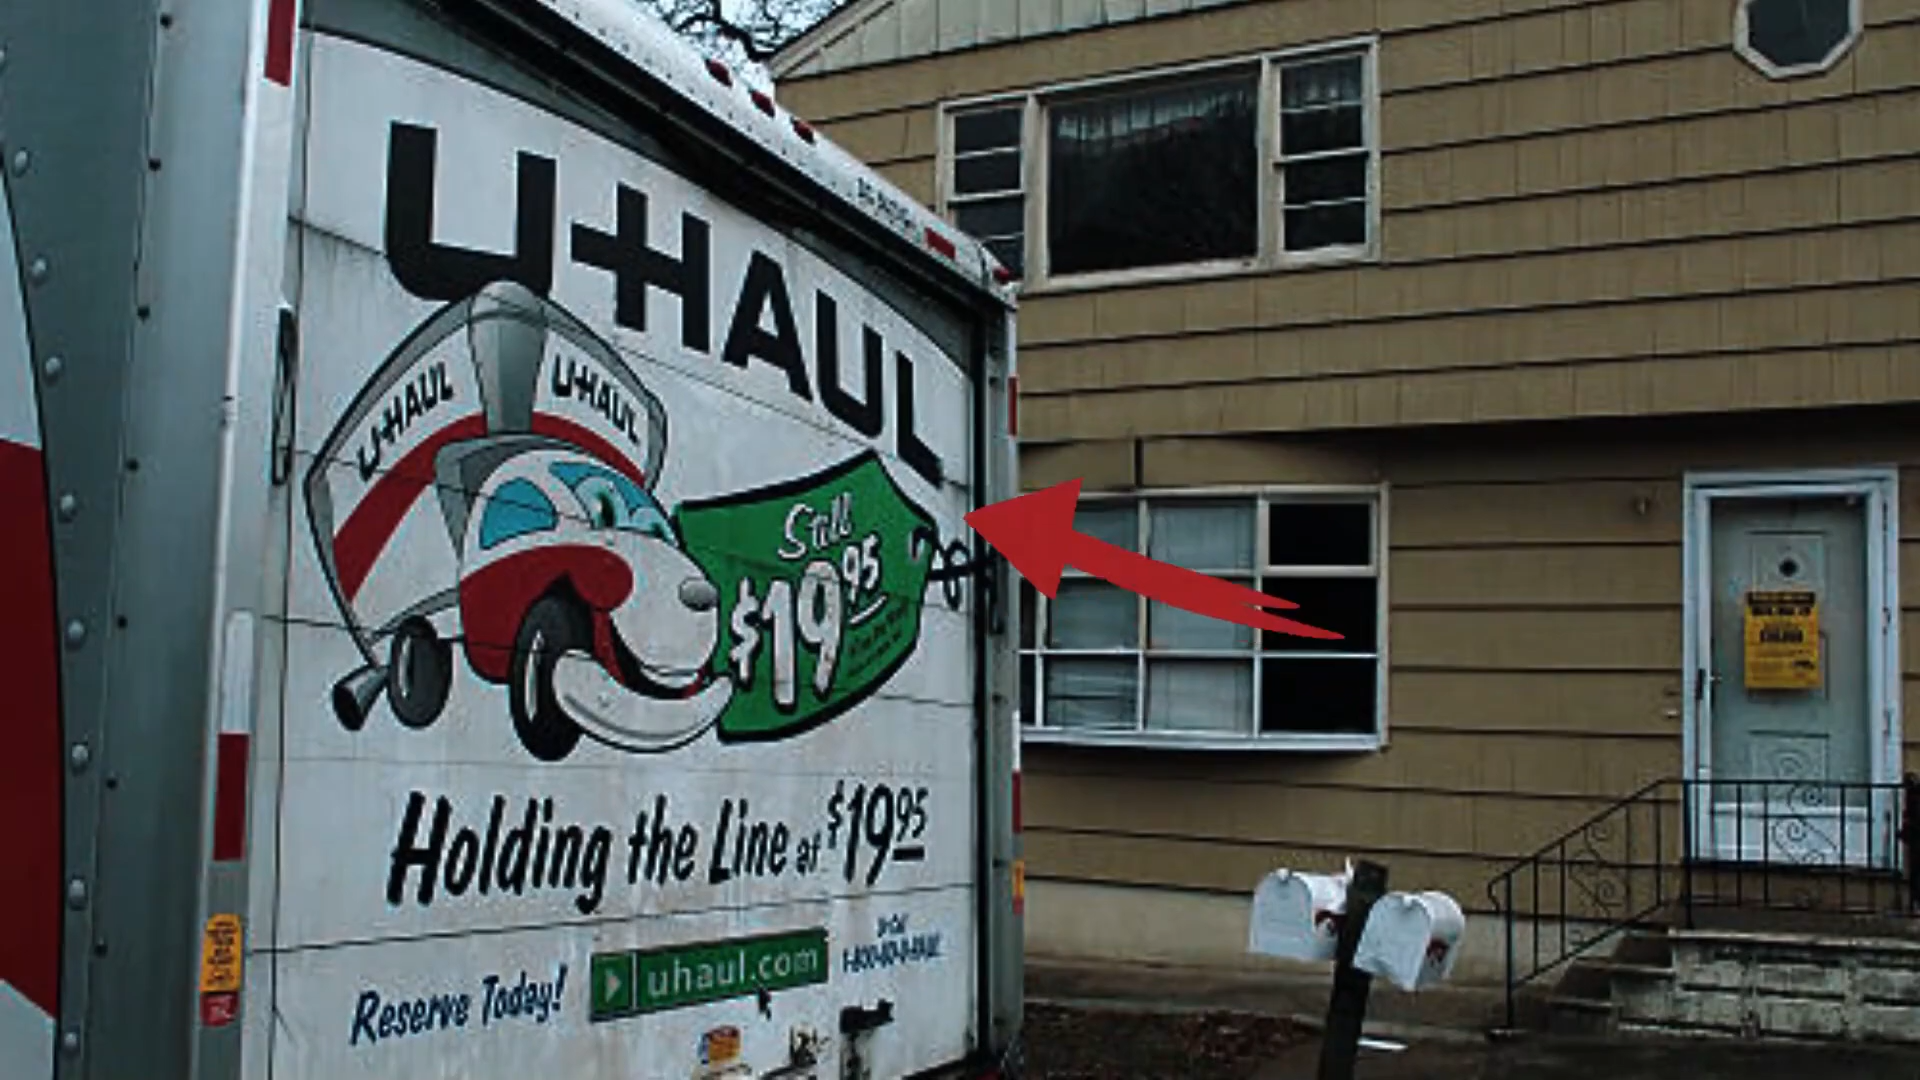 U-HAUL
U-HAUL
U-HAUL
Still
$19.95
Holding the Line at $19.95
Reserve Today!
uhaul.com